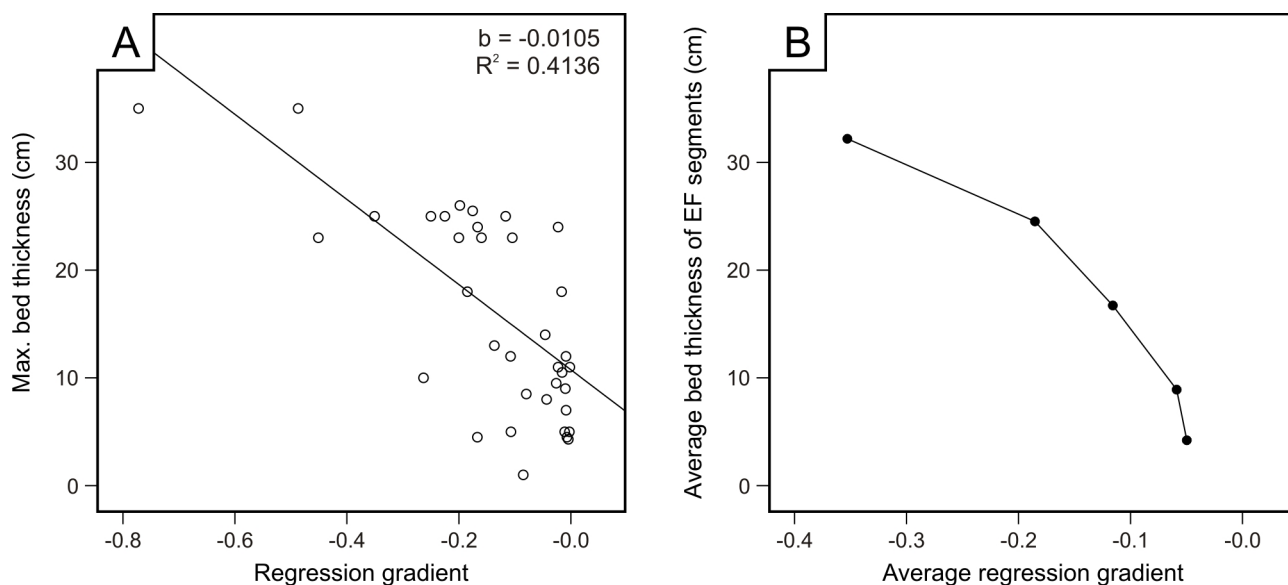 A
b = -0.0105
R² = 0.4136
Max. bed thickness (cm)
30
20
10
0
-0.8 -0.6 -0.4 -0.2 -0.0
Regression gradient
B
Average bed thickness of EF segments (cm)
30
20
10
0
-0.4 -0.3 -0.2 -0.1 -0.0
Average regression gradient